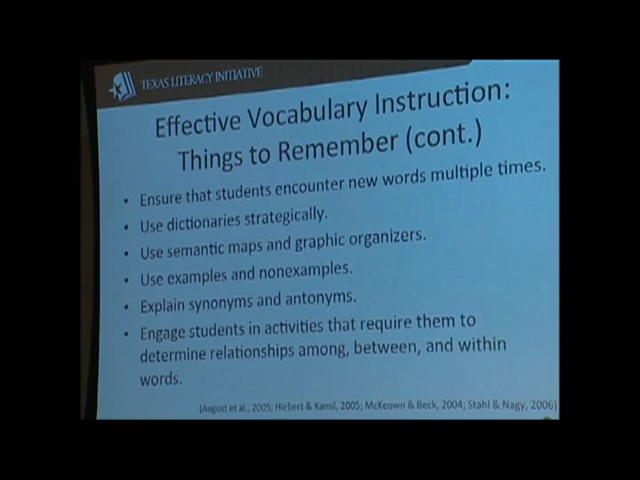 TEXAS LITERACY INITIATIVE
Effective Vocabulary Instruction:
Things to Remember (cont.)
• Ensure that students encounter new words multiple times.
• Use dictionaries strategically.
• Use semantic maps and graphic organizers.
• Use examples and nonexamples.
• Explain synonyms and antonyms.
• Engage students in activities that require them to
determine relationships among, between, and within
words.
(August et al., 2005; Hiebert & Kamil, 2005; McKeown & Beck, 2004; Stahl & Nagy, 2006)